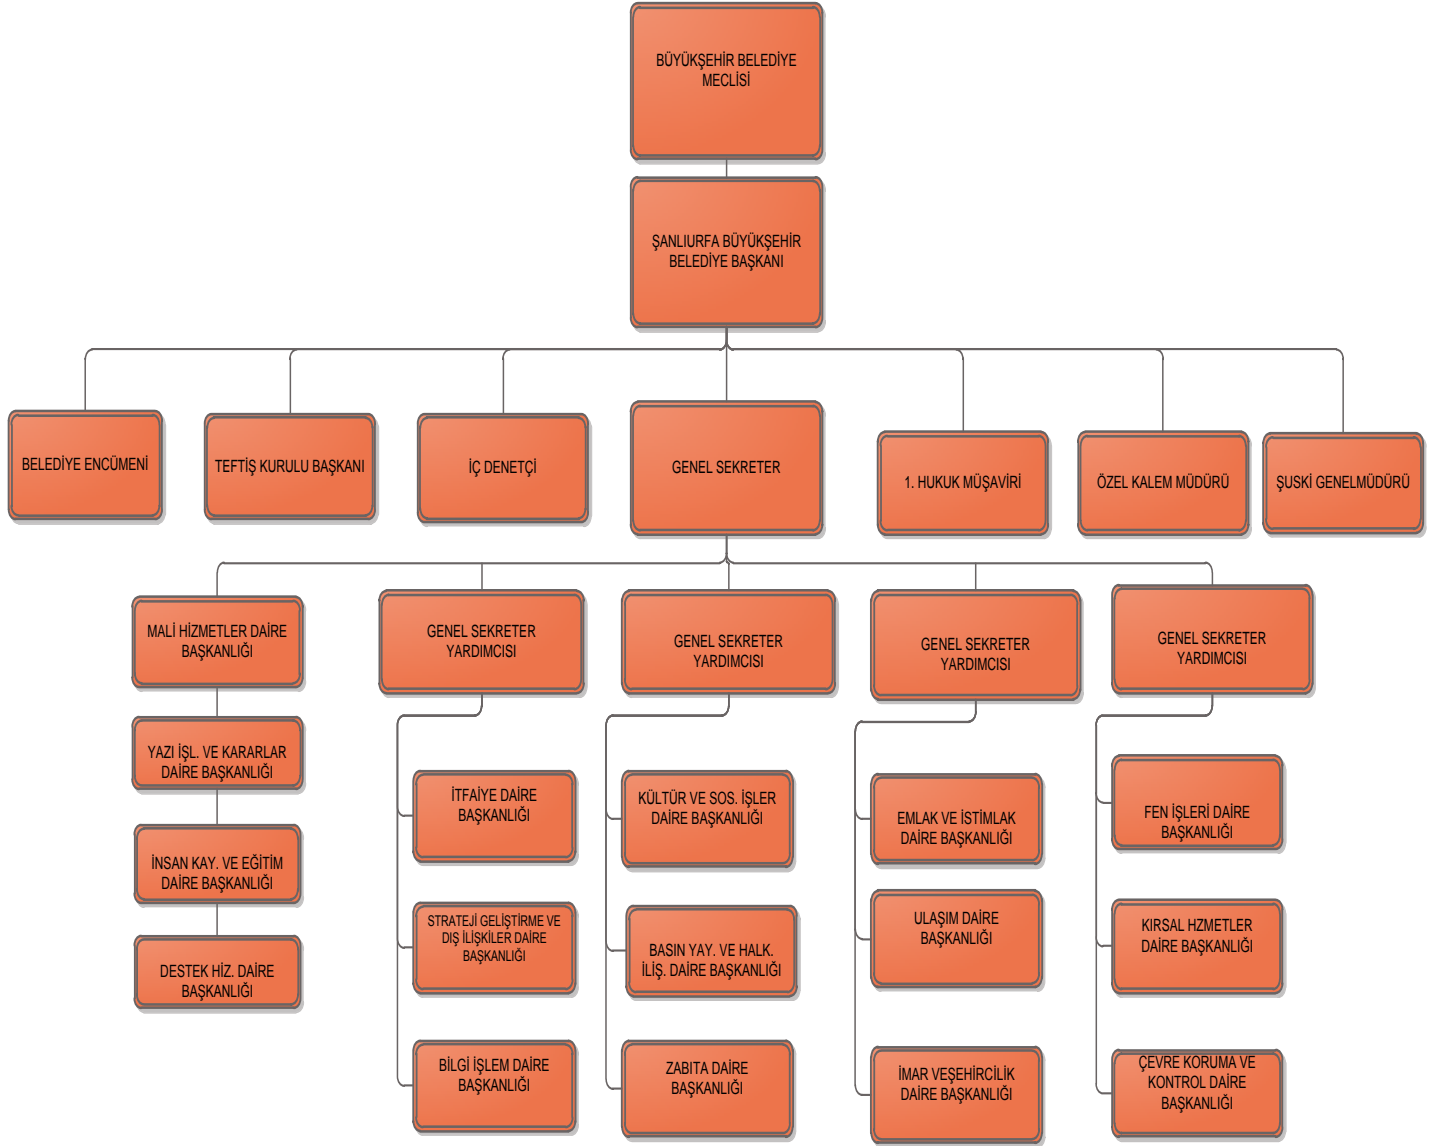 BÜYÜKŞEHİR BELEDİYE
MECLİSİ
ŞANLIURFA BÜYÜKŞEHİR
BELEDİYE BAŞKANI
BELEDİYE ENCÜMENİ
TEFTİŞ KURULU BAŞKANI
İÇ DENETÇİ
GENEL SEKRETER
1. HUKUK MÜŞAVİRİ
ÖZEL KALEM MÜDÜRÜ
ŞUSKİ GENELMÜDÜRÜ
MALİ HİZMETLER DAİRE
BAŞKANLIĞI
YAZI İŞL. VE KARARLAR
DAİRE BAŞKANLIĞI
İNSAN KAY. VE EĞİTİM
DAİRE BAŞKANLIĞI
DESTEK HİZ. DAİRE
BAŞKANLIĞI
GENEL SEKRETER
YARDIMCISI
İTFAİYE DAİRE
BAŞKANLIĞI
STRATEJİ GELİŞTİRME VE
DIŞ İLİŞKİLER DAİRE
BAŞKANLIĞI
BİLGİ İŞLEM DAİRE
BAŞKANLIĞI
GENEL SEKRETER
YARDIMCISI
KÜLTÜR VE SOS. İŞLER
DAİRE BAŞKANLIĞI
BASIN YAY. VE HALK.
İLİŞ. DAİRE BAŞKANLIĞI
ZABITA DAİRE
BAŞKANLIĞI
GENEL SEKRETER
YARDIMCISI
EMLAK VE İSTİMLAK
DAİRE BAŞKANLIĞI
ULAŞIM DAİRE
BAŞKANLIĞI
İMAR VEŞEHİRCİLİK
DAİRE BAŞKANLIĞI
GENEL SEKRETER
YARDIMCISI
FEN İŞLERİ DAİRE
BAŞKANLIĞI
KIRSAL HZMETLER
DAİRE BAŞKANLIĞI
ÇEVRE KORUMA VE
KONTROL DAİRE
BAŞKANLIĞI